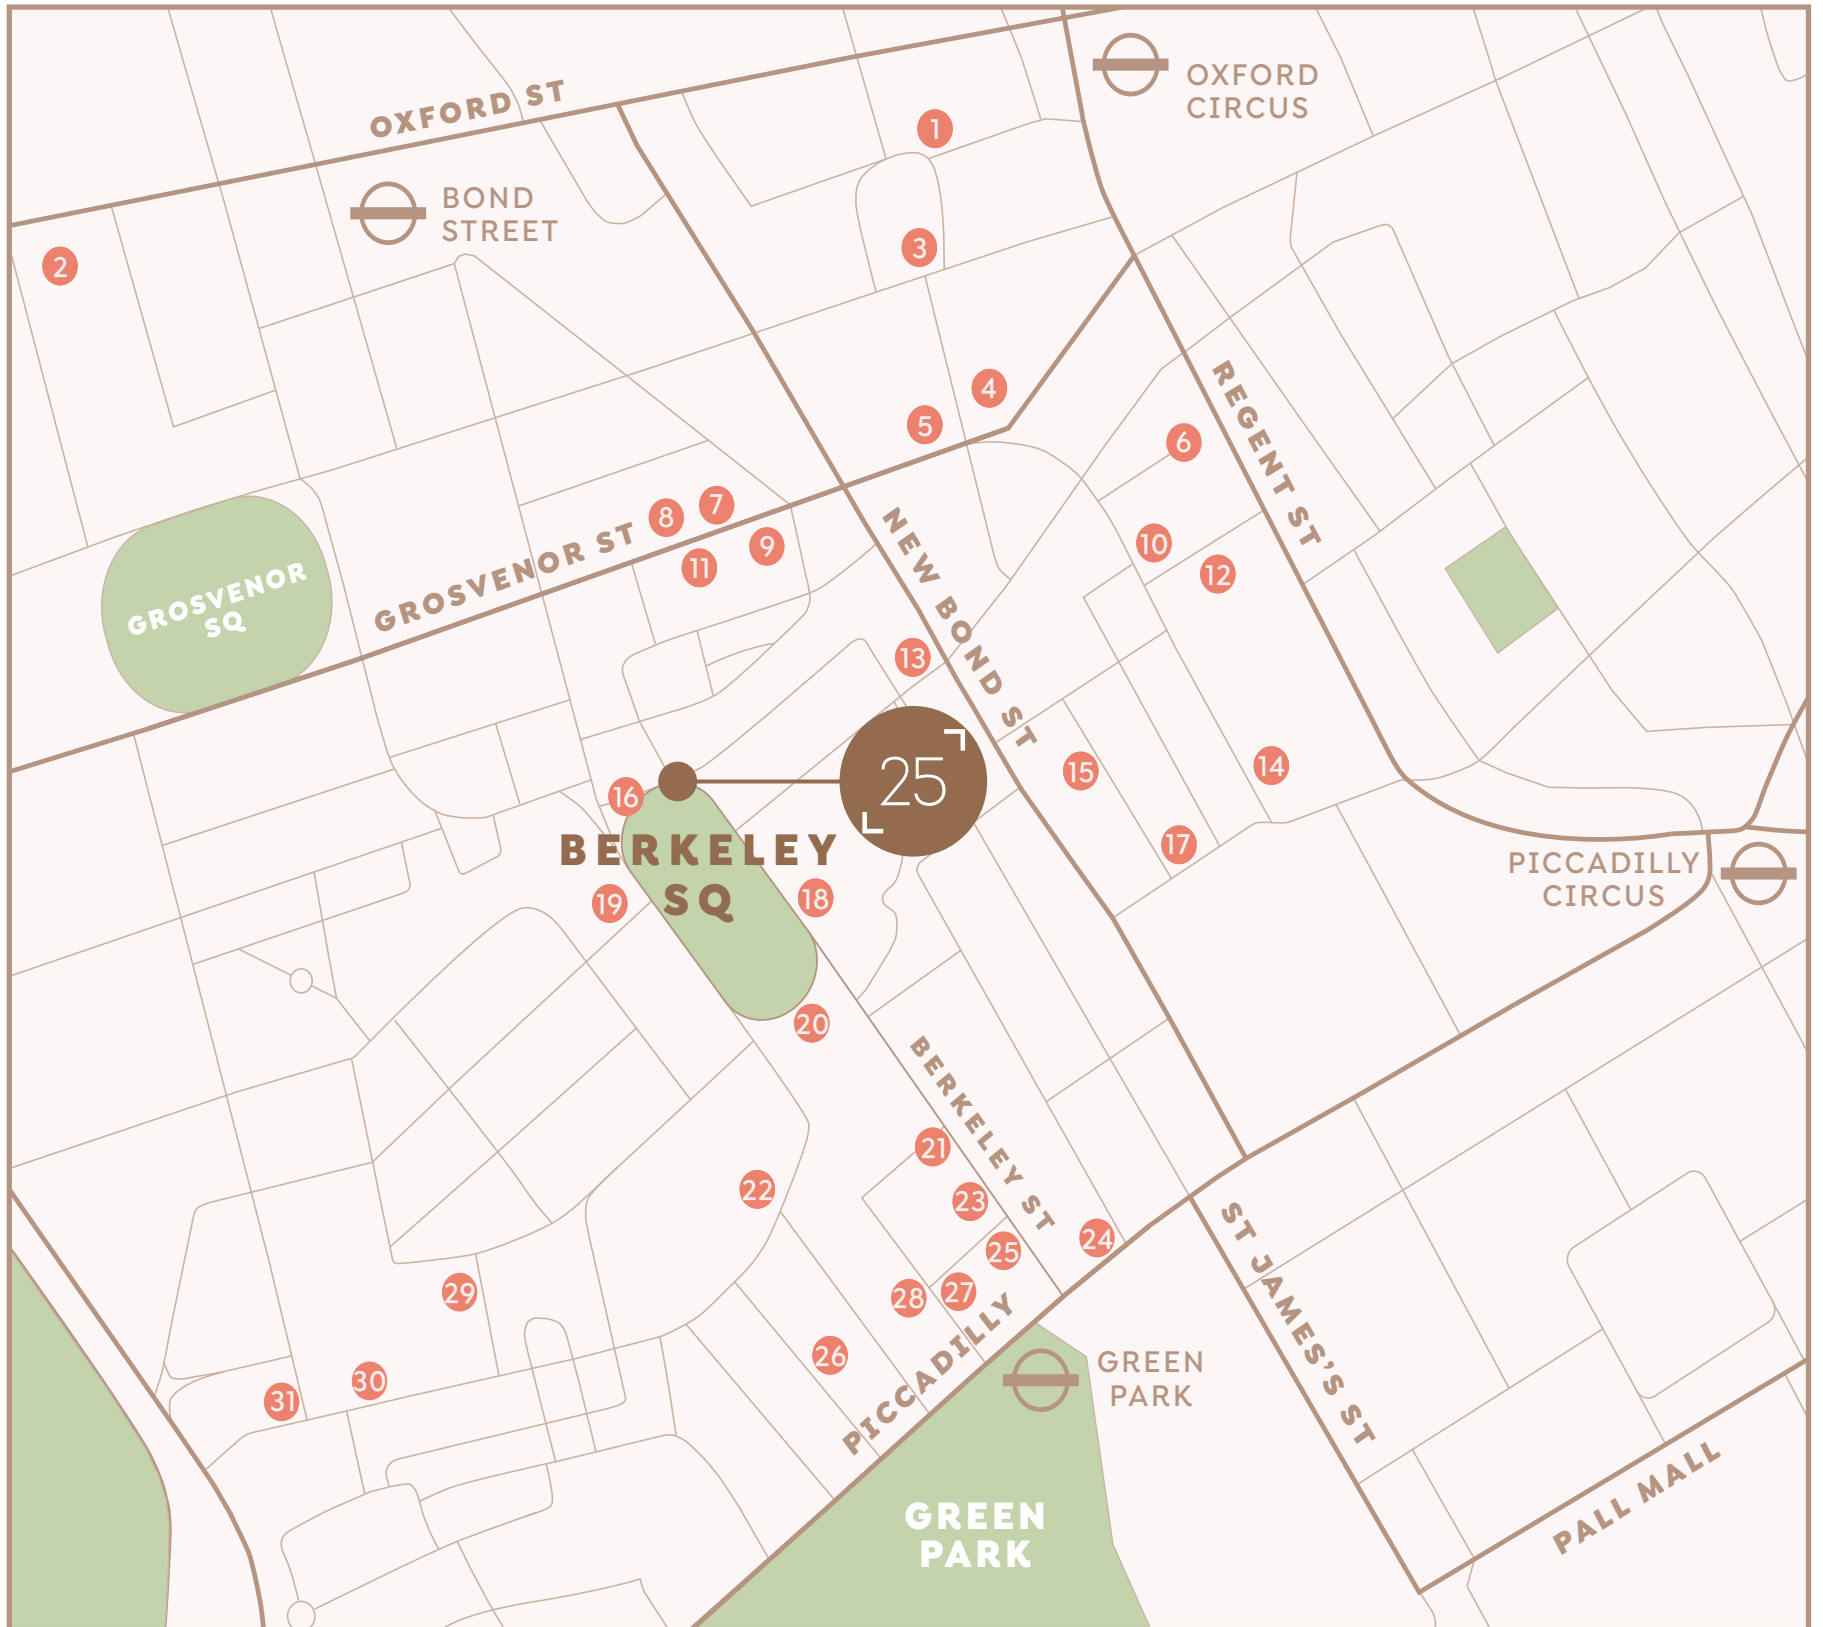 OXFORD ST
OXFORD
CIRCUS
1
BOND
STREET
2
3
4
5
6
REGENT ST
GROSVENOR ST
8
7
9
11
NEW BOND ST
10
12
GROSVENOR
SQ
13
15
14
16
25
BERKELEY
SQ
17
PICCADILLY
CIRCUS
19
18
20
BERKELEY ST
21
22
23
24
25
ST JAMES'S ST
29
28
27
PICCADILLY
26
30
31
GREEN
PARK
GREEN
PARK
PALL MALL